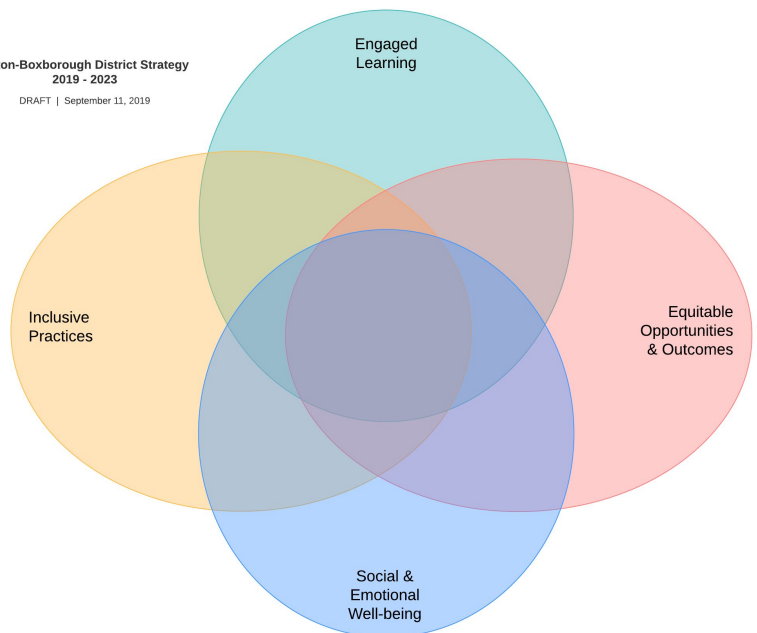 on-Boxborough District Strategy
2019 - 2023
DRAFT | September 11, 2019
Engaged
Learning
Inclusive
Practices
Equitable
Opportunities
& Outcomes
Social &
Emotional
Well-being